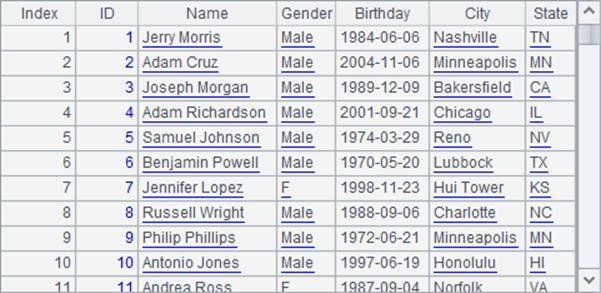 Index ID Name Gender Birthday City State
1 1 Jerry Morris Male 1984-06-06 Nashville TN
2 2 Adam Cruz Male 2004-11-06 Minneapolis MN
3 3 Joseph Morgan Male 1989-12-09 Bakersfield CA
4 4 Adam Richardson Male 2001-09-21 Chicago IL
5 5 Samuel Johnson Male 1974-03-29 Reno NV
6 6 Benjamin Powell Male 1970-05-20 Lubbock TX
7 7 Jennifer Lopez F 1998-11-23 Hui Tower KS
8 8 Russell Wright Male 1988-09-06 Charlotte NC
9 9 Philip Phillips Male 1972-06-21 Minneapolis MN
10 10 Antonio Jones Male 1997-06-19 Honolulu HI
11 11 Andrea Ross F 1987-09-04 Norfolk VA